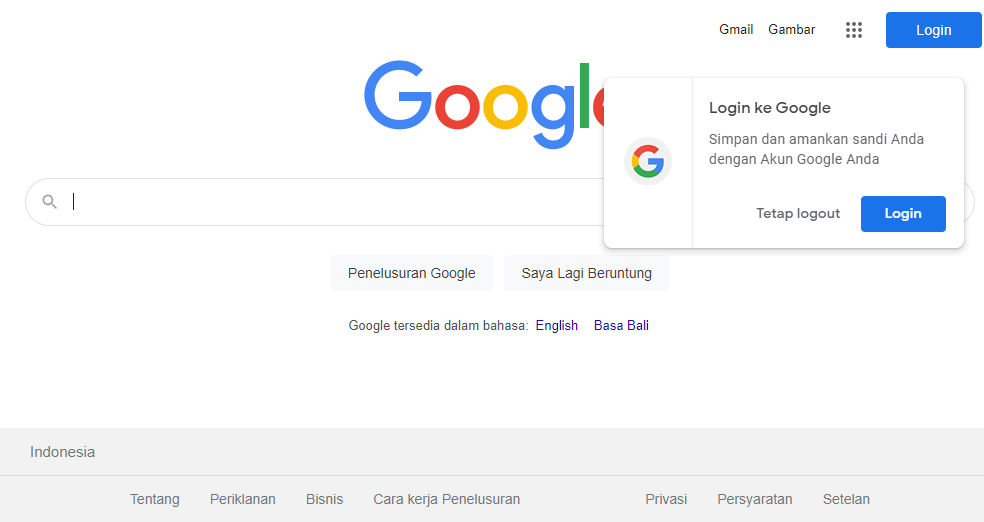 Gmail Gambar Login
Google
Login ke Google
Simpan dan amankan sandi Anda
dengan Akun Google Anda
Tetap logout Login
Penelusuran Google Saya Lagi Beruntung
Google tersedia dalam bahasa: English Basa Bali
Indonesia
Tentang Periklanan Bisnis Cara kerja Penelusuran Privasi Persyaratan Setelan